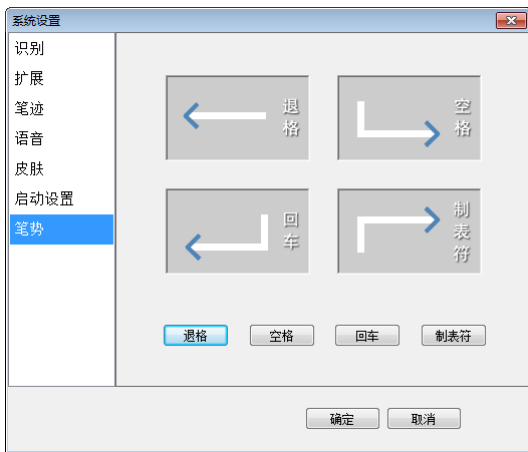 系统设置
识别
扩展
笔迹
语音
皮肤
启动设置
笔势
退格
空格
回车
制表符
退格
空格
回车
制表符
确定
取消